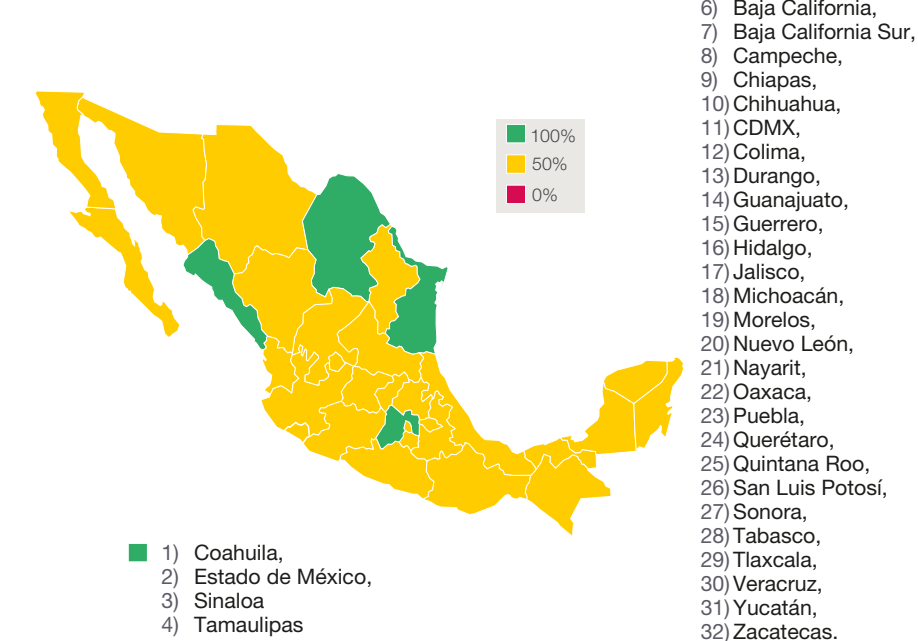 100%
50%
0%
1) Coahuila,
2) Estado de México,
3) Sinaloa
4) Tamaulipas
6) Baja California,
7) Baja California Sur,
8) Campeche,
9) Chiapas,
10) Chihuahua,
11) CDMX,
12) Colima,
13) Durango,
14) Guanajuato,
15) Guerrero,
16) Hidalgo,
17) Jalisco,
18) Michoacán,
19) Morelos,
20) Nuevo León,
21) Nayarit,
22) Oaxaca,
23) Puebla,
24) Querétaro,
25) Quintana Roo,
26) San Luis Potosí,
27) Sonora,
28) Tabasco,
29) Tlaxcala,
30) Veracruz,
31) Yucatán,
32) Zacatecas.